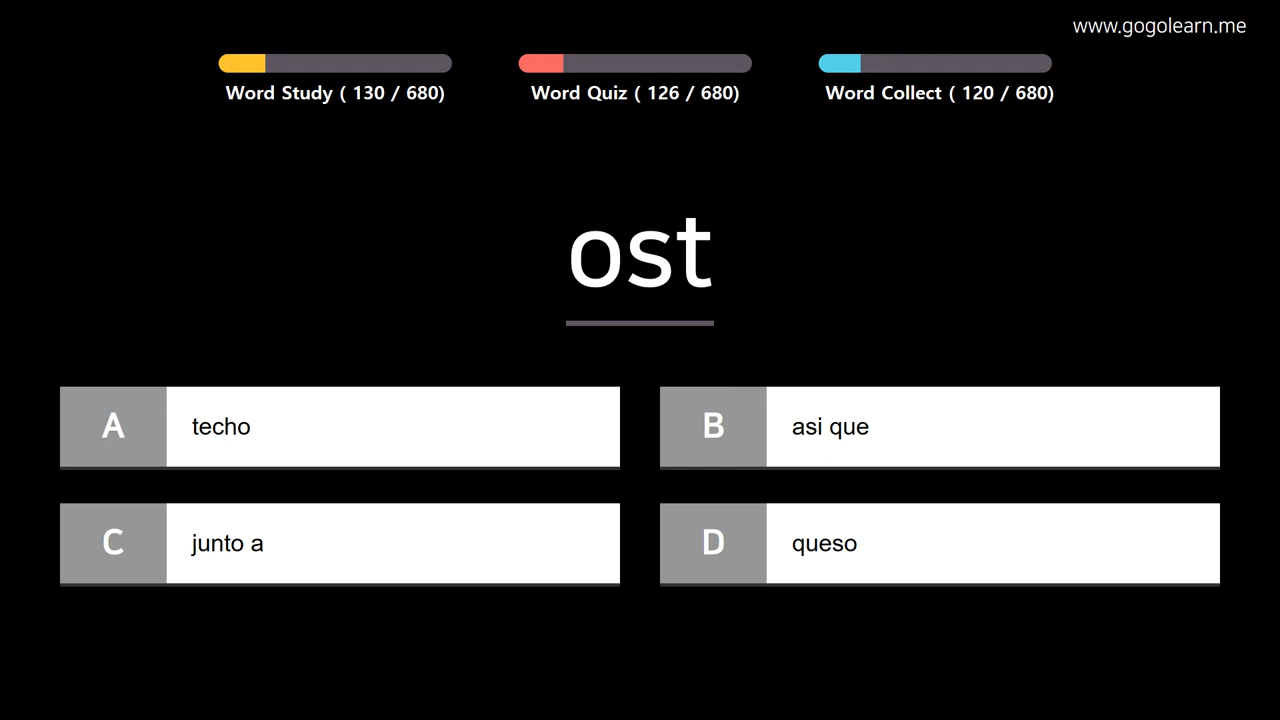 www.gogolearn.me
Word Study ( 130 / 680)
Word Quiz ( 126 / 680)
Word Collect ( 120 / 680)
ost
A techo
B asi que
C junto a
D queso